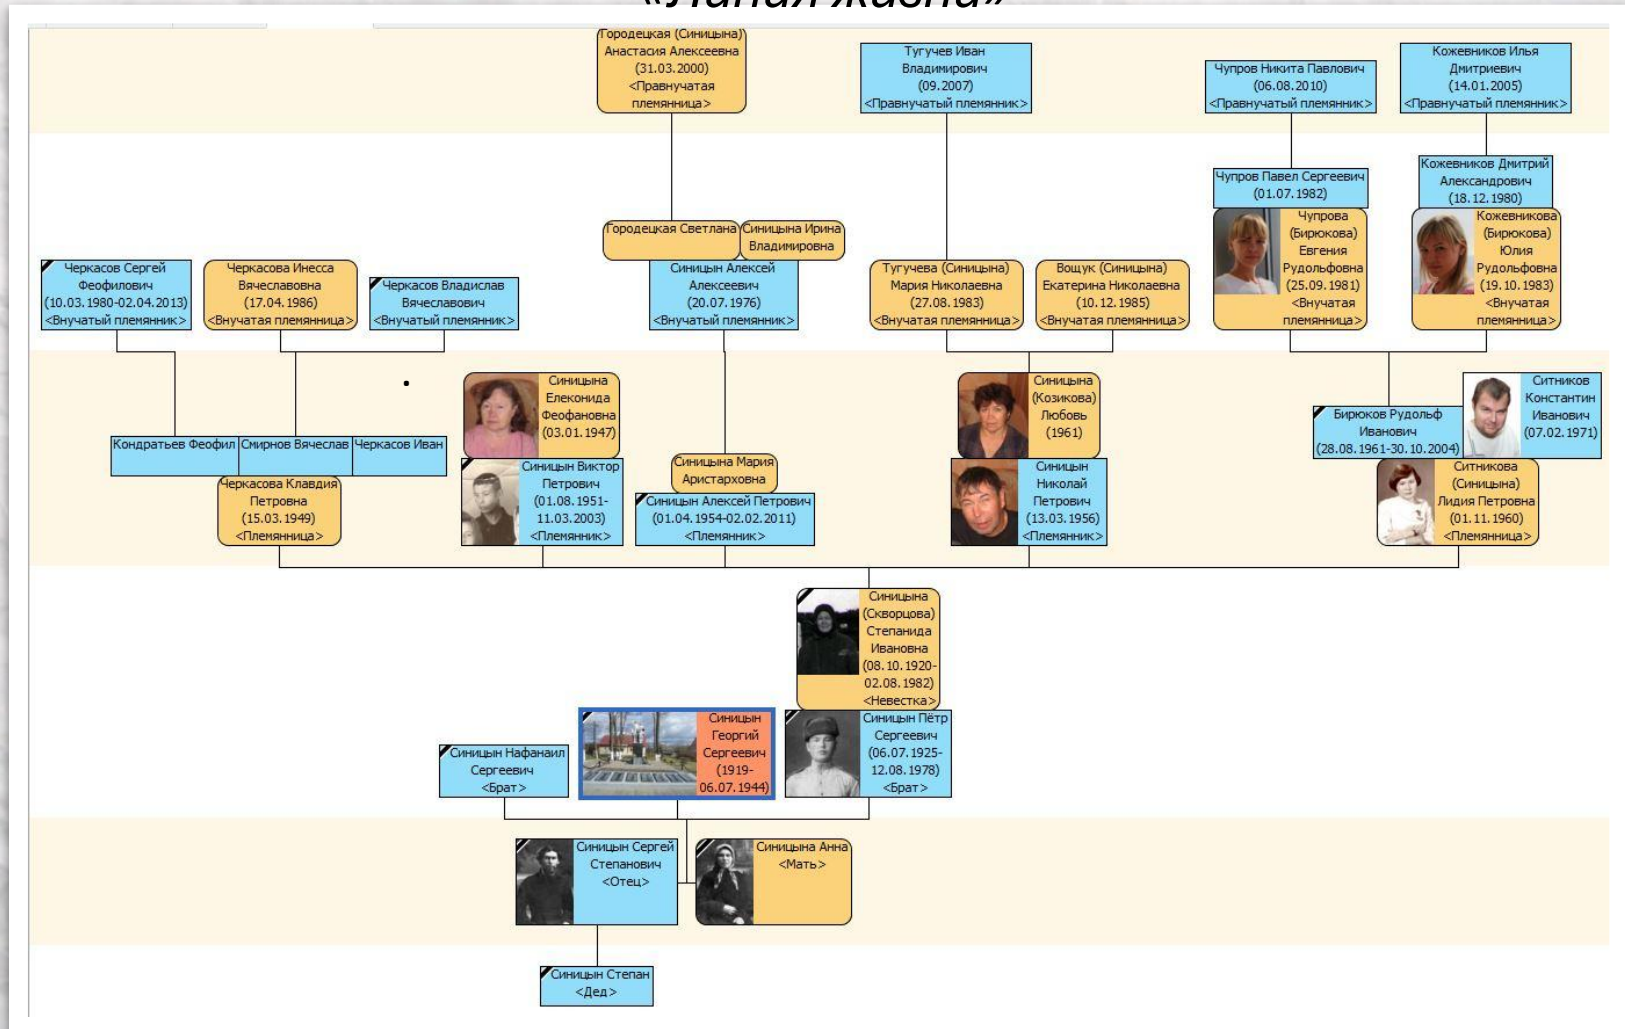 Городецкая (Синицына)
Анастасия Алексеевна
(31.03.2000)
<Правнучатая
племянница>
Тугучев Иван
Владимирович
(09.2007)
<Правнучатый племянник>
Чупров Никита Павлович
(06.08.2010)
<Правнучатый племянник>
Кожевников Илья
Дмитриевич
(14.01.2005)
<Правнучатый племянник>
Чупров Павел Сергеевич
(01.07.1982)
Кожевников Дмитрий
Александрович
(18.12.1980)
Черкасов Сергей
Феофилович
(10.03.1980-02.04.2013)
<Внучатый племянник>
Черкасова Инесса
Вячеславовна
(17.04.1986)
<Внучатая племянница>
Черкасов Владислав
Вячеславович
<Внучатый племянник>
Городецкая Светлана
Синицына Ирина
Владимировна
Синицын Алексей
Алексеевич
(20.07.1976)
<Внучатый племянник>
Тугучева (Синицына)
Мария Николаевна
(27.08.1983)
<Внучатая племянница>
Вощук (Синицына)
Екатерина Николаевна
(10.12.1985)
<Внучатая племянница>
Чупрова
(Бирюкова)
Евгения
Рудольфовна
(25.09.1981)
<Внучатая
племянница>
Кожевникова
(Бирюкова)
Юлия
Рудольфовна
(19.10.1983)
<Внучатая
племянница>
Кондратьев Феофил
Смирнов Вячеслав
Черкасов Иван
Черкасова Клавдия
Петровна
(15.03.1949)
<Племянница>
Синицына
Елеконида
Феофановна
(03.01.1947)
Синицын Виктор
Петрович
(01.08.1951-
11.03.2003)
<Племянник>
Синицына Мария
Аристарховна
Синицын Алексей Петрович
(01.04.1954-02.02.2011)
<Племянник>
Синицына
(Козикова)
Любовь
(1961)
Синицын
Николай
Петрович
(13.03.1956)
<Племянник>
Бирюков Рудольф
Иванович
(28.08.1961-30.10.2004)
Ситников
Константин
Иванович
(07.02.1971)
Ситникова
(Синицына)
Лидия Петровна
(01.11.1960)
<Племянница>
Синицына
(Скворцова)
Степанида
Ивановна
(08.10.1920-
02.08.1982)
<Невестка>
Синицын Нафанаил
Сергеевич
<Брат>
Синицын
Георгий
Сергеевич
(1919-
06.07.1944)
Синицын Пётр
Сергеевич
(06.07.1925-
12.08.1978)
<Брат>
Синицын Сергей
Степанович
<Отец>
Синицына Анна
<Мать>
Синицын Степан
<Дед>